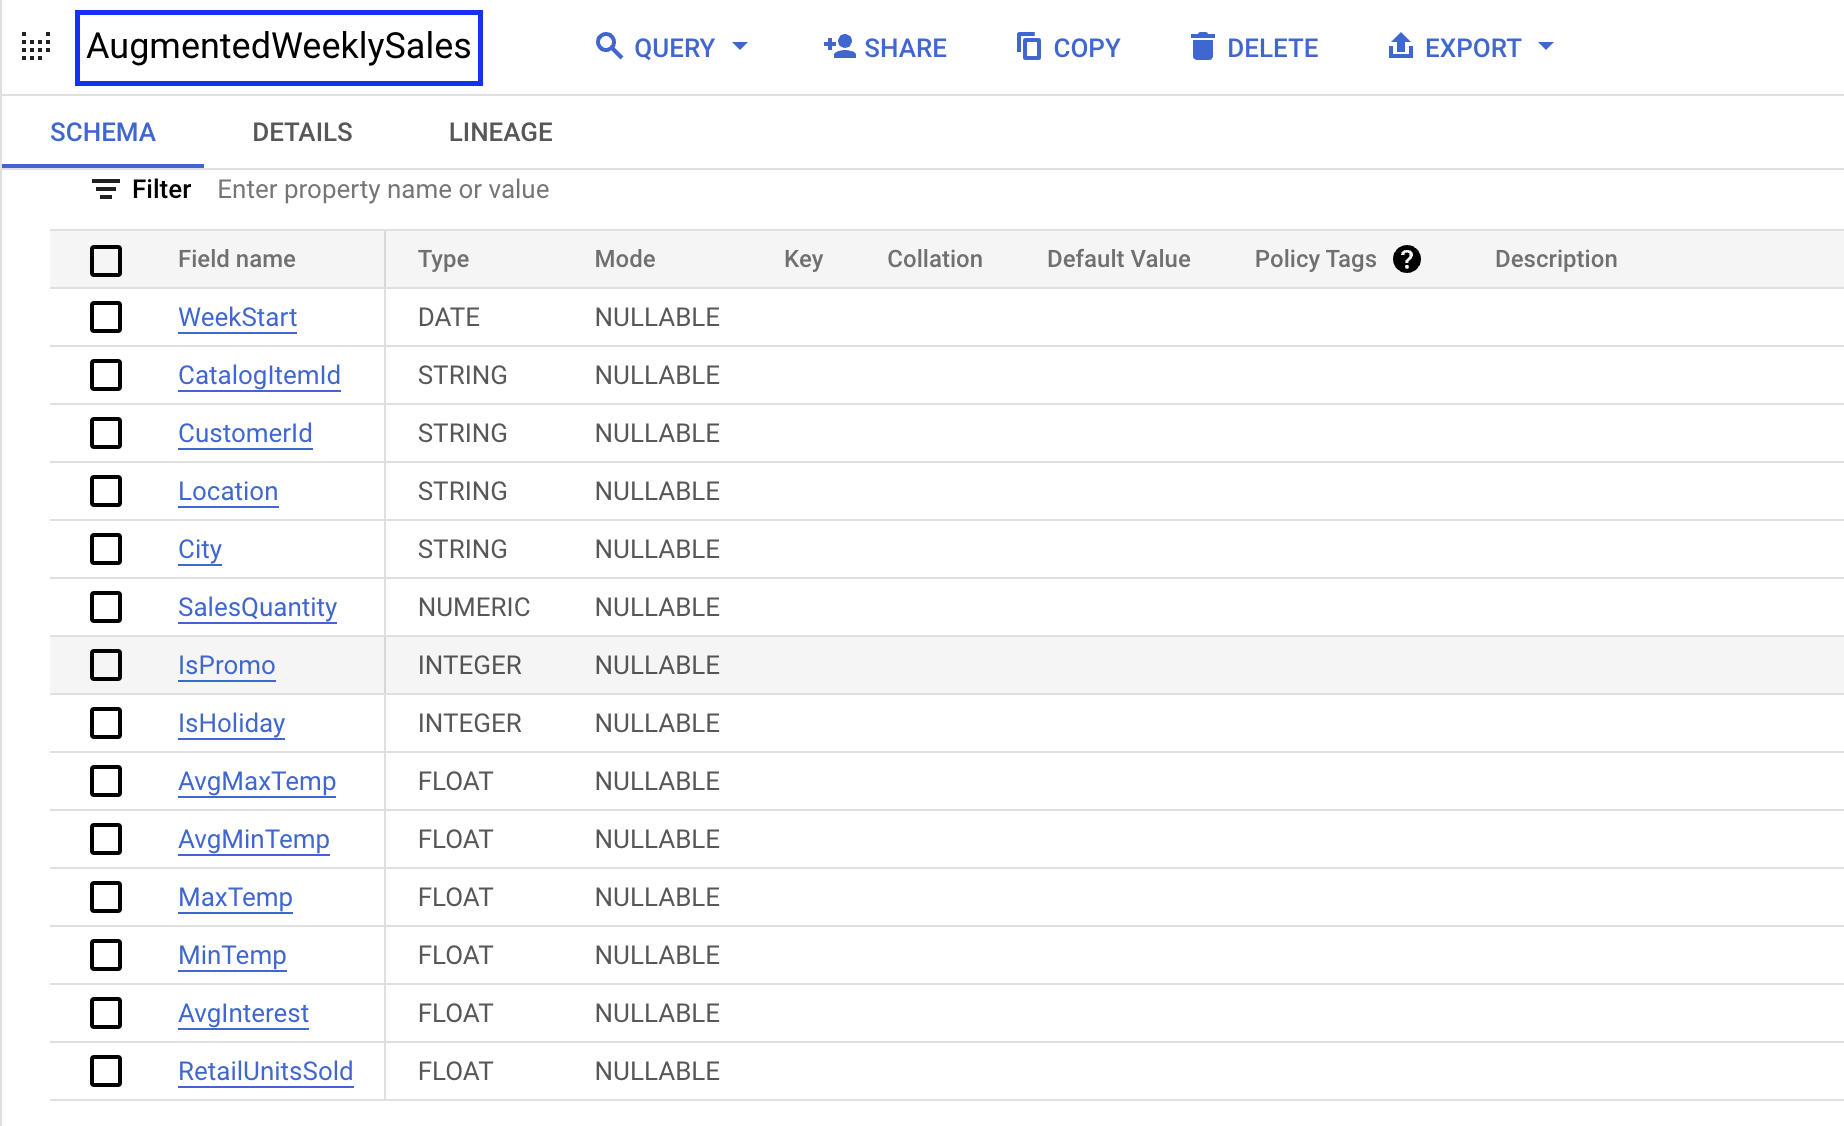 AugmentedWeeklySales QUERY SHARE COPY DELETE EXPORT
SCHEMA DETAILS LINEAGE
Filter Enter property name or value
Field name Type Mode Key Collation Default Value Policy Tags ? Description
WeekStart DATE NULLABLE
CatalogItemId STRING NULLABLE
CustomerId STRING NULLABLE
Location STRING NULLABLE
City STRING NULLABLE
SalesQuantity NUMERIC NULLABLE
IsPromo INTEGER NULLABLE
IsHoliday INTEGER NULLABLE
AvgMaxTemp FLOAT NULLABLE
AvgMinTemp FLOAT NULLABLE
MaxTemp FLOAT NULLABLE
MinTemp FLOAT NULLABLE
AvgInterest FLOAT NULLABLE
RetailUnitsSold FLOAT NULLABLE